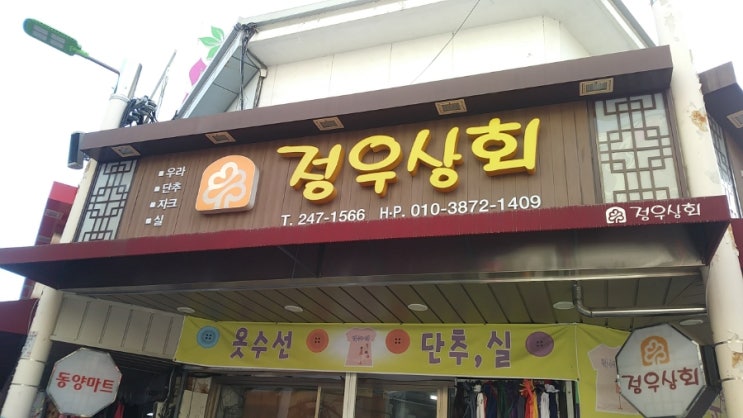 ■ 우라
■ 단추
■ 자크
■ 실
정우상회
T. 247-1566 H·P. 010-3872-1409
정우상회
옷수선 단추,실
동양마트
정우상회